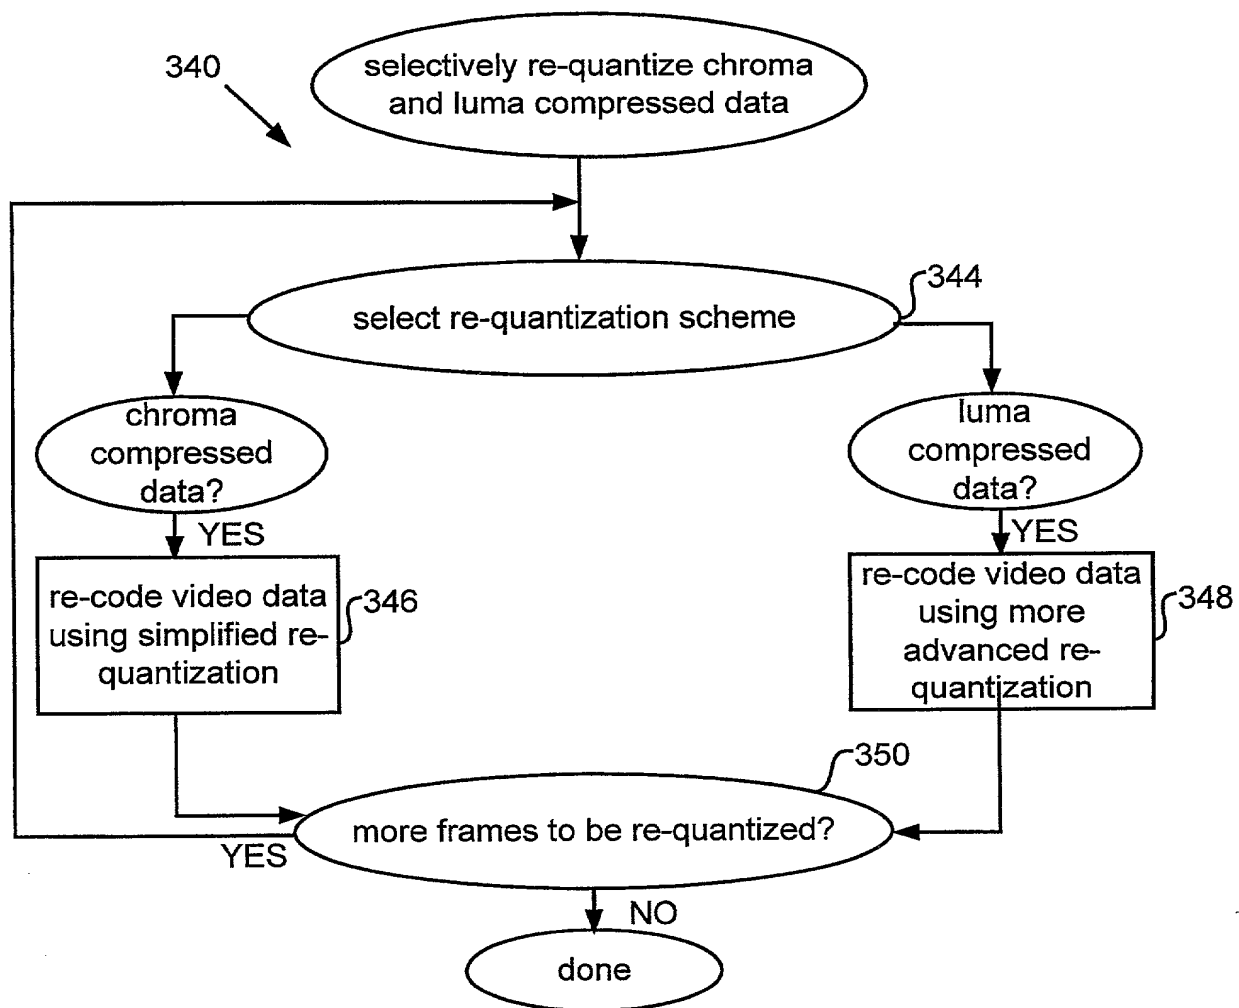 340
selectively re-quantize chroma
and luma compressed data
344
select re-quantization scheme
chroma
compressed
data?
luma
compressed
data?
YES
YES
re-code video data
using simplified re-
quantization
346
re-code video data
using more
advanced re-
quantization
348
350
more frames to be re-quantized?
YES
NO
done